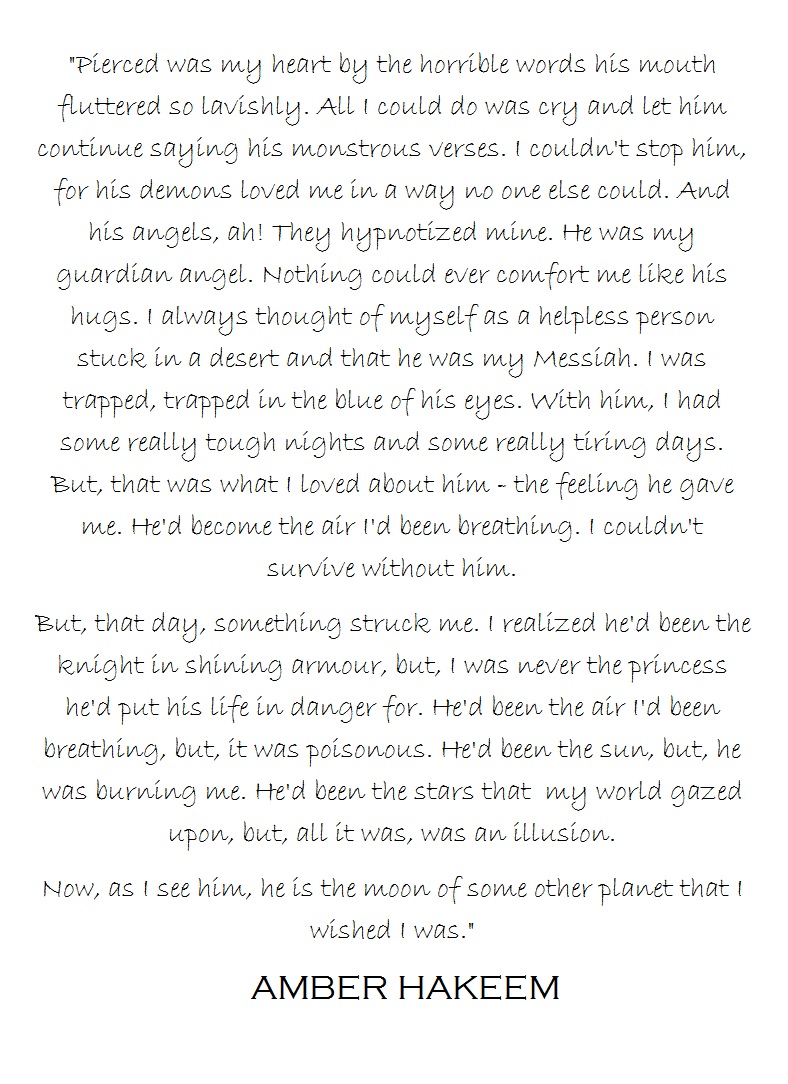 "Pierced was my heart by the horrible words his mouth
fluttered so lavishly. All I could do was cry and let him
continue saying his monstrous verses. I couldn't stop him,
for his demons loved me in a way no one else could. And
his angels, ah! They hypnotized mine. He was my
guardian angel. Nothing could ever comfort me like his
hugs. I always thought of myself as a helpless person
stuck in a desert and that he was my Messiah. I was
trapped, trapped in the blue of his eyes. With him, I had
some really tough nights and some really tiring days.
But, that was what I loved about him - the feeling he gave
me. He'd become the air I'd been breathing. I couldn't
survive without him.
But, that day, something struck me. I realized he'd been the
knight in shining armour, but, I was never the princess
he'd put his life in danger for. He'd been the air I'd been
breathing, but, it was poisonous. He'd been the sun, but, he
was burning me. He'd been the stars that  my world gazed
upon, but, all it was, was an illusion.
Now, as I see him, he is the moon of some other planet that I
wished I was."
AMBER HAKEEM